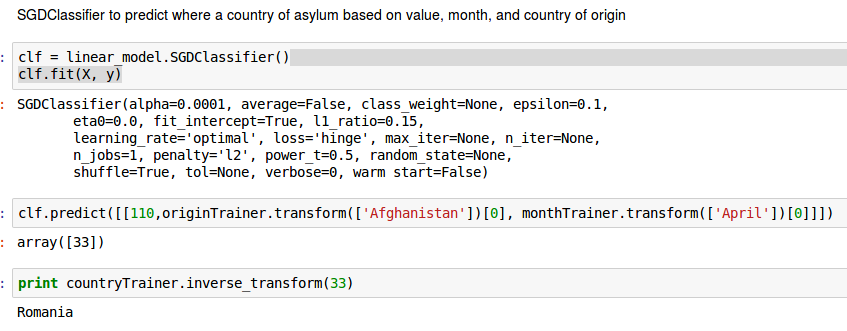 SGDClassifier to predict where a country of asylum based on value, month, and country of origin
: clf = linear_model.SGDClassifier()
clf.fit(X, y)
: SGDClassifier(alpha=0.0001, average=False, class_weight=None, epsilon=0.1,
eta0=0.0, fit_intercept=True, l1_ratio=0.15,
learning_rate='optimal', loss='hinge', max_iter=None, n_iter=None,
n_jobs=1, penalty='l2', power_t=0.5, random_state=None,
shuffle=True, tol=None, verbose=0, warm start=False)
: clf.predict([[110,originTrainer.transform(['Afghanistan'])[0], monthTrainer.transform(['April'])[0]]])
: array([33])
: print countryTrainer.inverse_transform(33)
Romania